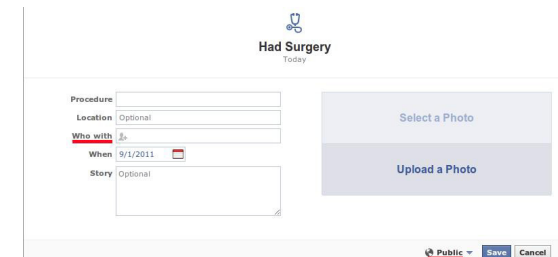 Had Surgery
Today
Procedure
Location Optional
Who with
When 9/1/2011
Story Optional
Select a Photo
Upload a Photo
Public Save Cancel